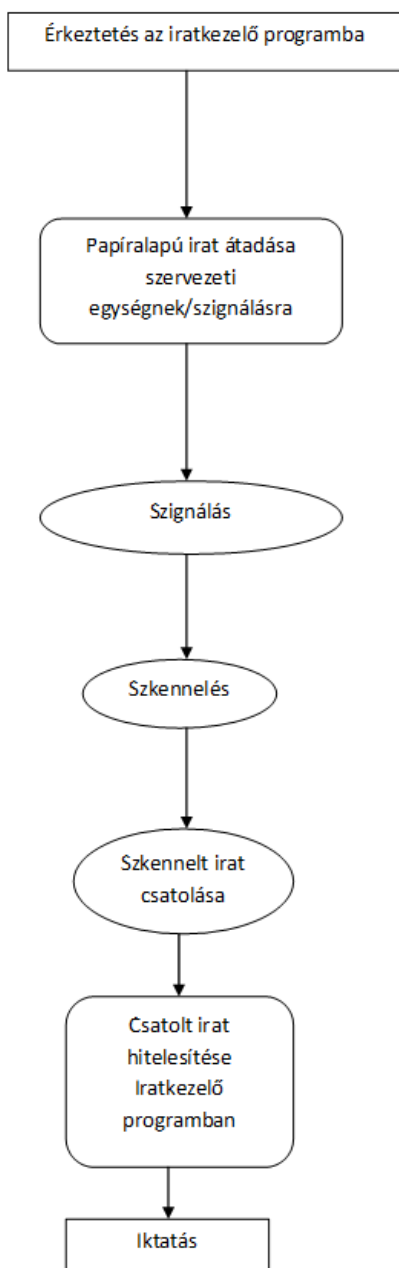 Érkeztetés az iratkezelő programba
Papíralapú irat átadása
szervezeti
egységnek/szignálásra
Szignálás
Szkennelés
Szkennelt irat
csatolása
Csatolt irat
hitelesítése
Iratkezelő
programban
Iktatás